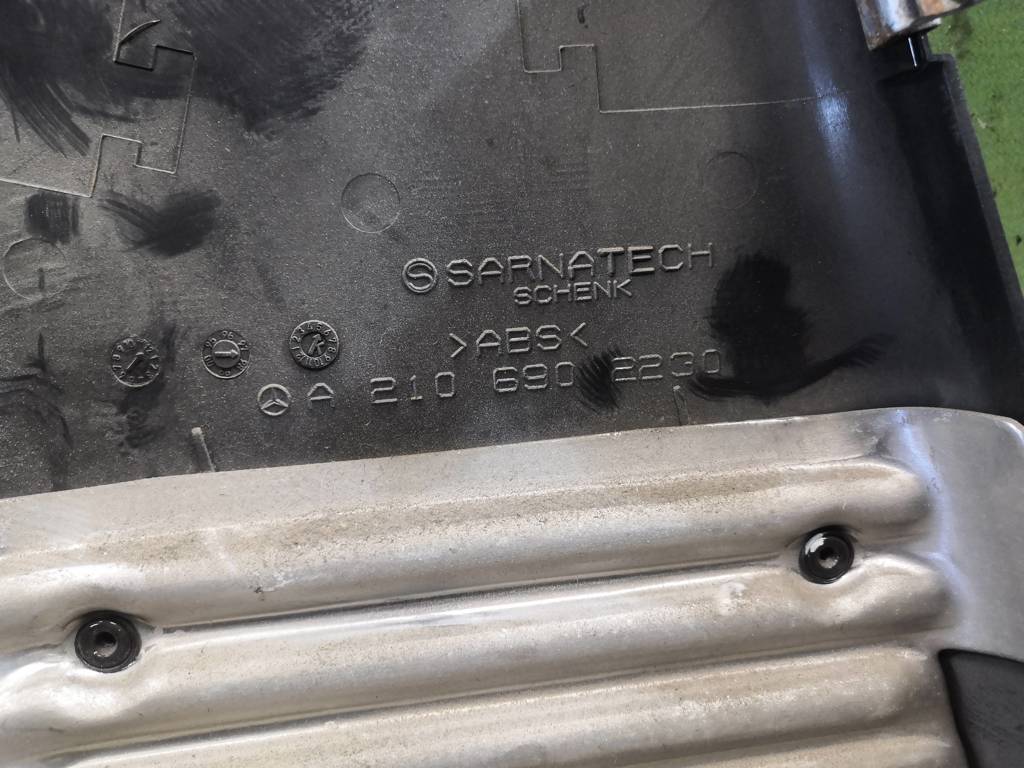 SARNATECH
SCHENK
>ABS<
A 210 690 2230